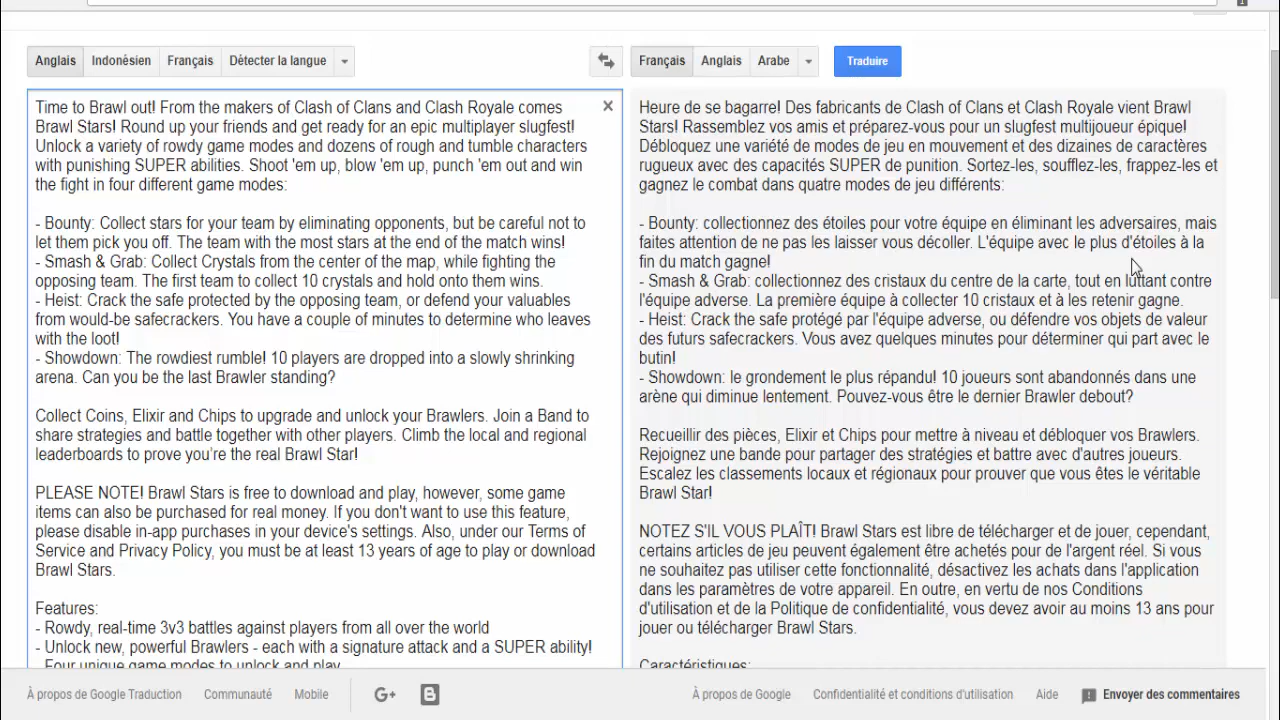 Anglais Indonésien Français Détecter la langue
Français Anglais Arabe Traduire
Time to Brawl out! From the makers of Clash of Clans and Clash Royale comes
Brawl Stars! Round up your friends and get ready for an epic multiplayer slugfest!
Unlock a variety of rowdy game modes and dozens of rough and tumble characters
with punishing SUPER abilities. Shoot 'em up, blow 'em up, punch 'em out and win
the fight in four different game modes:
- Bounty: Collect stars for your team by eliminating opponents, but be careful not to
let them pick you off. The team with the most stars at the end of the match wins!
- Smash & Grab: Collect Crystals from the center of the map, while fighting the
opposing team. The first team to collect 10 crystals and hold onto them wins.
- Heist: Crack the safe protected by the opposing team, or defend your valuables
from would-be safecrackers. You have a couple of minutes to determine who leaves
with the loot!
- Showdown: The rowdiest rumble! 10 players are dropped into a slowly shrinking
arena. Can you be the last Brawler standing?
Collect Coins, Elixir and Chips to upgrade and unlock your Brawlers. Join a Band to
share strategies and battle together with other players. Climb the local and regional
leaderboards to prove you're the real Brawl Star!
PLEASE NOTE! Brawl Stars is free to download and play, however, some game
items can also be purchased for real money. If you don't want to use this feature,
please disable in-app purchases in your device's settings. Also, under our Terms of
Service and Privacy Policy, you must be at least 13 years of age to play or download
Brawl Stars.
Features:
- Rowdy, real-time 3v3 battles against players from all over the world
- Unlock new, powerful Brawlers - each with a signature attack and a SUPER ability!
- Four unique game modes to unlock and play
Heure de se bagarre! Des fabricants de Clash of Clans et Clash Royale vient Brawl
Stars! Rassemblez vos amis et préparez-vous pour un slugfest multijoueur épique!
Débloquez une variété de modes de jeu en mouvement et des dizaines de caractères
rugueux avec des capacités SUPER de punition. Sortez-les, soufflez-les, frappez-les et
gagnez le combat dans quatre modes de jeu différents:
- Bounty: collectionnez des étoiles pour votre équipe en éliminant les adversaires, mais
faites attention de ne pas les laisser vous décoller. L'équipe avec le plus d'étoiles à la
fin du match gagne!
- Smash & Grab: collectionnez des cristaux du centre de la carte, tout en luttant contre
l'équipe adverse. La première équipe à collecter 10 cristaux et à les retenir gagne.
- Heist: Crack the safe protégé par l'équipe adverse, ou défendre vos objets de valeur
des futurs safecrackers. Vous avez quelques minutes pour déterminer qui part avec le
butin!
- Showdown: le grondement le plus répandu! 10 joueurs sont abandonnés dans une
arène qui diminue lentement. Pouvez-vous être le dernier Brawler debout?
Recueillir des pièces, Elixir et Chips pour mettre à niveau et débloquer vos Brawlers.
Rejoignez une bande pour partager des stratégies et battre avec d'autres joueurs.
Escalez les classements locaux et régionaux pour prouver que vous êtes le véritable
Brawl Star!
NOTEZ S'IL VOUS PLAÎT! Brawl Stars est libre de télécharger et de jouer, cependant,
certains articles de jeu peuvent également être achetés pour de l'argent réel. Si vous
ne souhaitez pas utiliser cette fonctionnalité, désactivez les achats dans l'application
dans les paramètres de votre appareil. En outre, en vertu de nos Conditions
d'utilisation et de la Politique de confidentialité, vous devez avoir au moins 13 ans pour
jouer ou télécharger Brawl Stars.
Caractéristiques:
À propos de Google Traduction Communauté Mobile G+ B
À propos de Google Confidentialité et conditions d'utilisation Aide Envoyer des commentaires